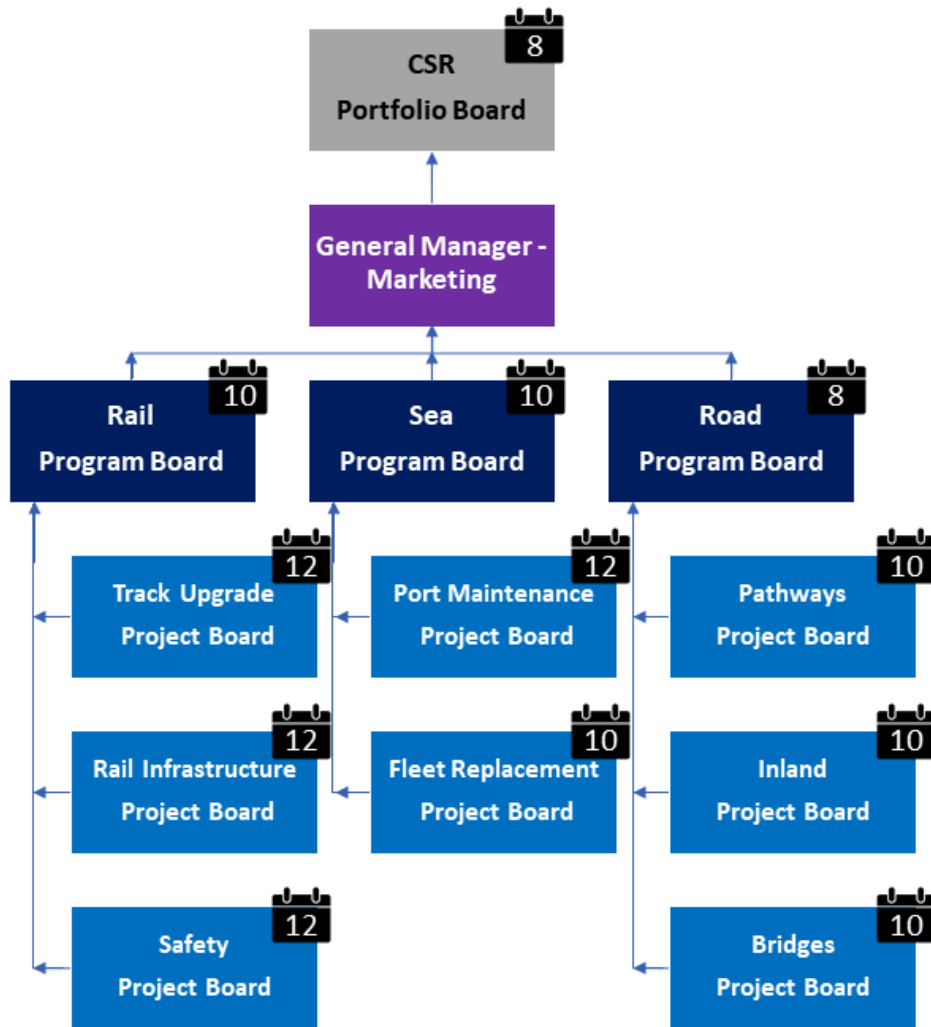 8
CSR
Portfolio Board
General Manager -
Marketing
10
Rail
Program Board
10
Sea
Program Board
8
Road
Program Board
12
Track Upgrade
Project Board
12
Port Maintenance
Project Board
10
Pathways
Project Board
12
Rail Infrastructure
Project Board
10
Fleet Replacement
Project Board
10
Inland
Project Board
12
Safety
Project Board
10
Bridges
Project Board